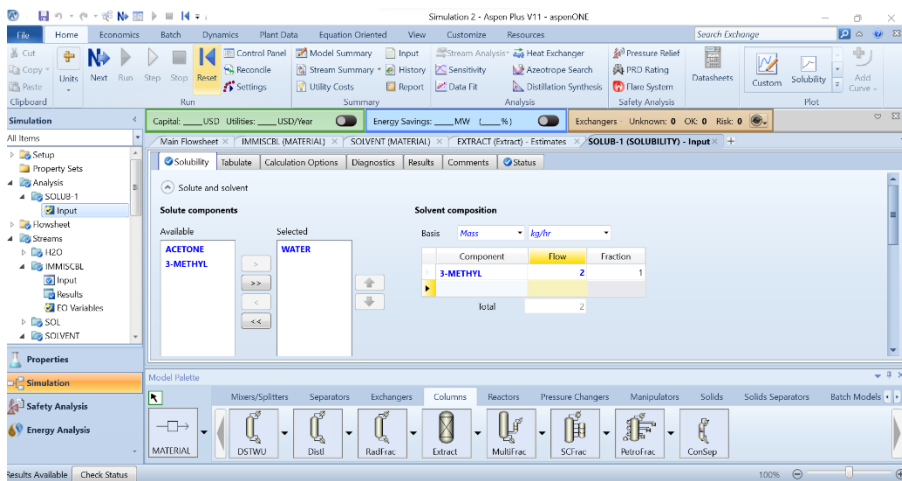 Simulation 2 - Aspen Plus V11 - aspenONE
File Home Economics Batch Dynamics Plant Data Equation Oriented View Customize Resources Search Exchange
Cut
Copy
Paste
Clipboard
Units
Next Run Step Stop Reset
Control Panel
Reconcile
Settings
Run
Model Summary Input
Stream Summary History
Utility Costs Report
Summary
Stream Analysis Heat Exchanger
Sensitivity Azeotrope Search
Data Fit Distillation Synthesis
Analysis
Pressure Relief
PRD Rating
Flare System
Safety Analysis
Datasheets
Custom Solubility Add Curve
Plot
Simulation
Capital: ____USD Utilities: ____USD/Year Energy Savings: ____MW (____%) Exchangers - Unknown: 0 OK: 0 Risk: 0
All Items
Main Flowsheet IMMISCBL (MATERIAL) SOLVENT (MATERIAL) EXTRACT (Extract) - Estimates SOLUB-1 (SOLUBILITY) - Input +
Setup
Property Sets
Analysis
SOLUB-1
Input
Flowsheet
Streams
H2O
IMMISCBL
Input
Results
EO Variables
SOL
SOLVENT
Solubility Tabulate Calculation Options Diagnostics Results Comments Status
Solute and solvent
Solute components
Available Selected
ACETONE
3-METHYL
WATER
>
>>
<
<<
Solvent composition
Basis Mass kg/hr
Component Flow Fraction
3-METHYL 2 1
Total 2
Properties
Simulation
Safety Analysis
Energy Analysis
Model Palette
Mixers/Splitters Separators Exchangers Columns Reactors Pressure Changers Manipulators Solids Solids Separators Batch Models
MATERIAL DSTWU Distl RadFrac Extract MultiFrac SCFrac PetroFrac ConSep
Results Available Check Status 100%